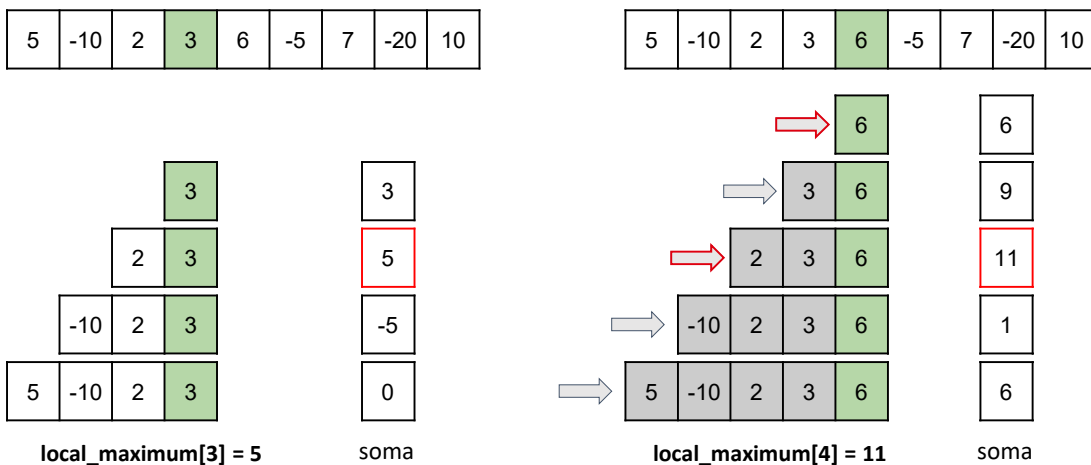 5 -10 2 3 6 -5 7 -20 10
5 -10 2 3 6 -5 7 -20 10
6 6
3 3
3 6 9
2 3 5
2 3 6 11
-10 2 3 -5
-10 2 3 6 1
5 -10 2 3 0
5 -10 2 3 6 6
local_maximum[3] = 5 soma
local_maximum[4] = 11 soma